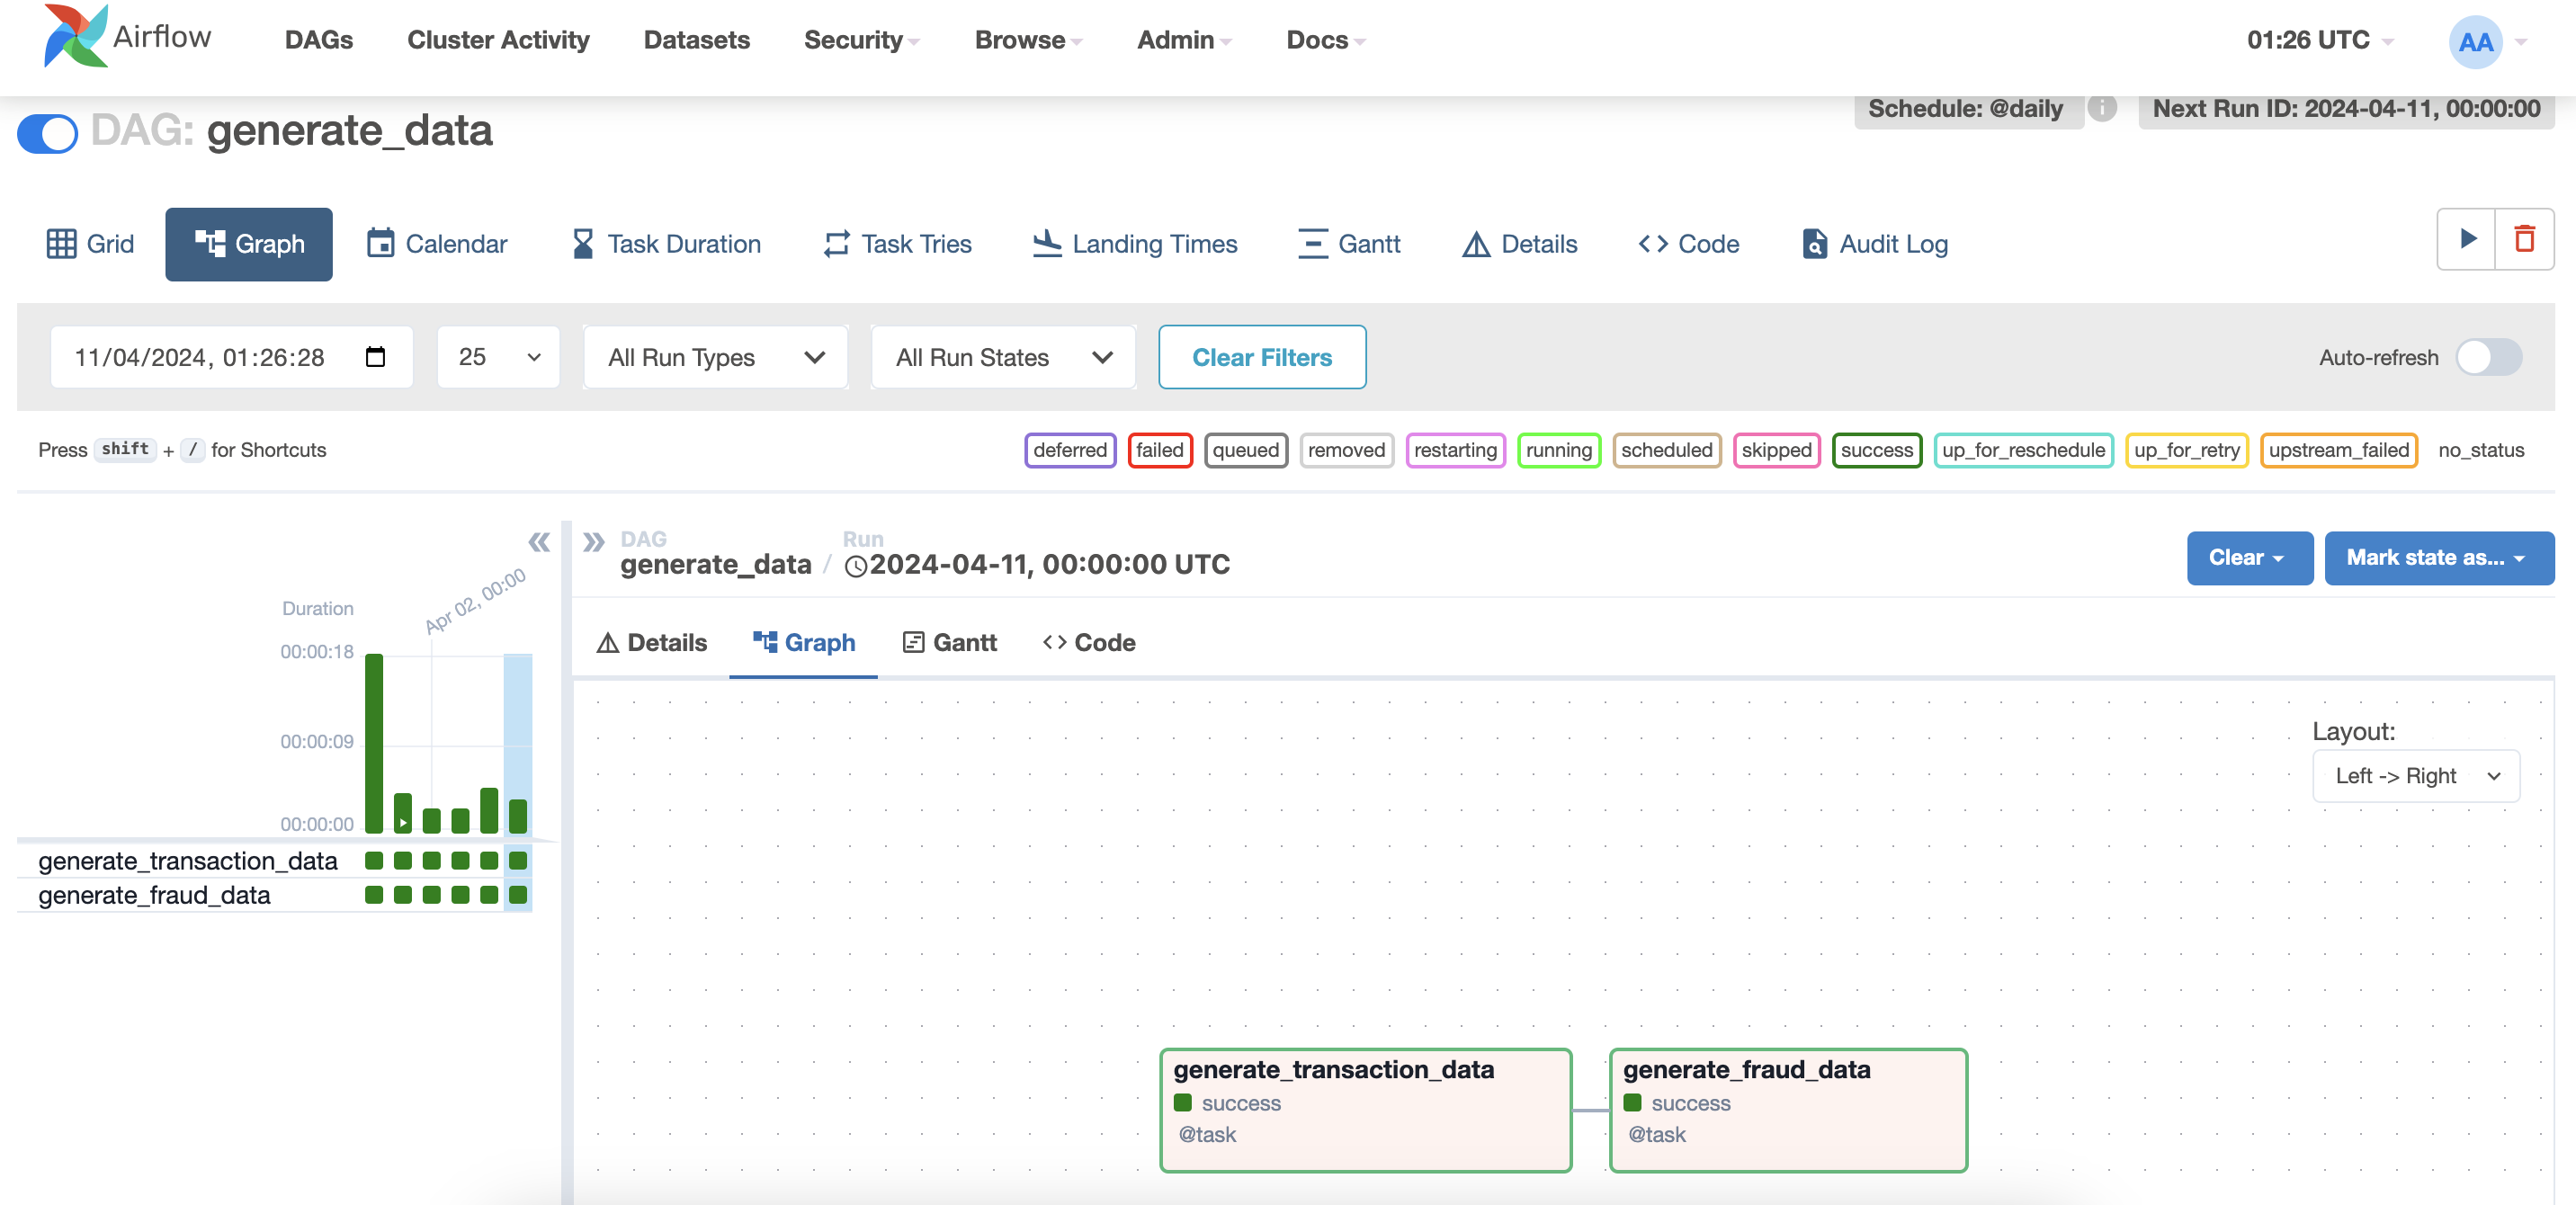 Airflow DAGs Cluster Activity Datasets Security Browse Admin Docs 01:26 UTC AA
DAG: generate_data Schedule: @daily i Next Run ID: 2024-04-11, 00:00:00
Grid Graph Calendar Task Duration Task Tries Landing Times Gantt Details Code Audit Log
11/04/2024, 01:26:28 25 All Run Types All Run States Clear Filters Auto-refresh
Press shift + / for Shortcuts deferred failed queued removed restarting running scheduled skipped success up_for_reschedule up_for_retry upstream_failed no_status
DAG Run
generate_data / 2024-04-11, 00:00:00 UTC Clear Mark state as...
Apr 02, 00:00
Duration
00:00:18
00:00:09
00:00:00
generate_transaction_data
generate_fraud_data
Details Graph Gantt Code
Layout:
Left -> Right
generate_transaction_data
success
@task
generate_fraud_data
success
@task